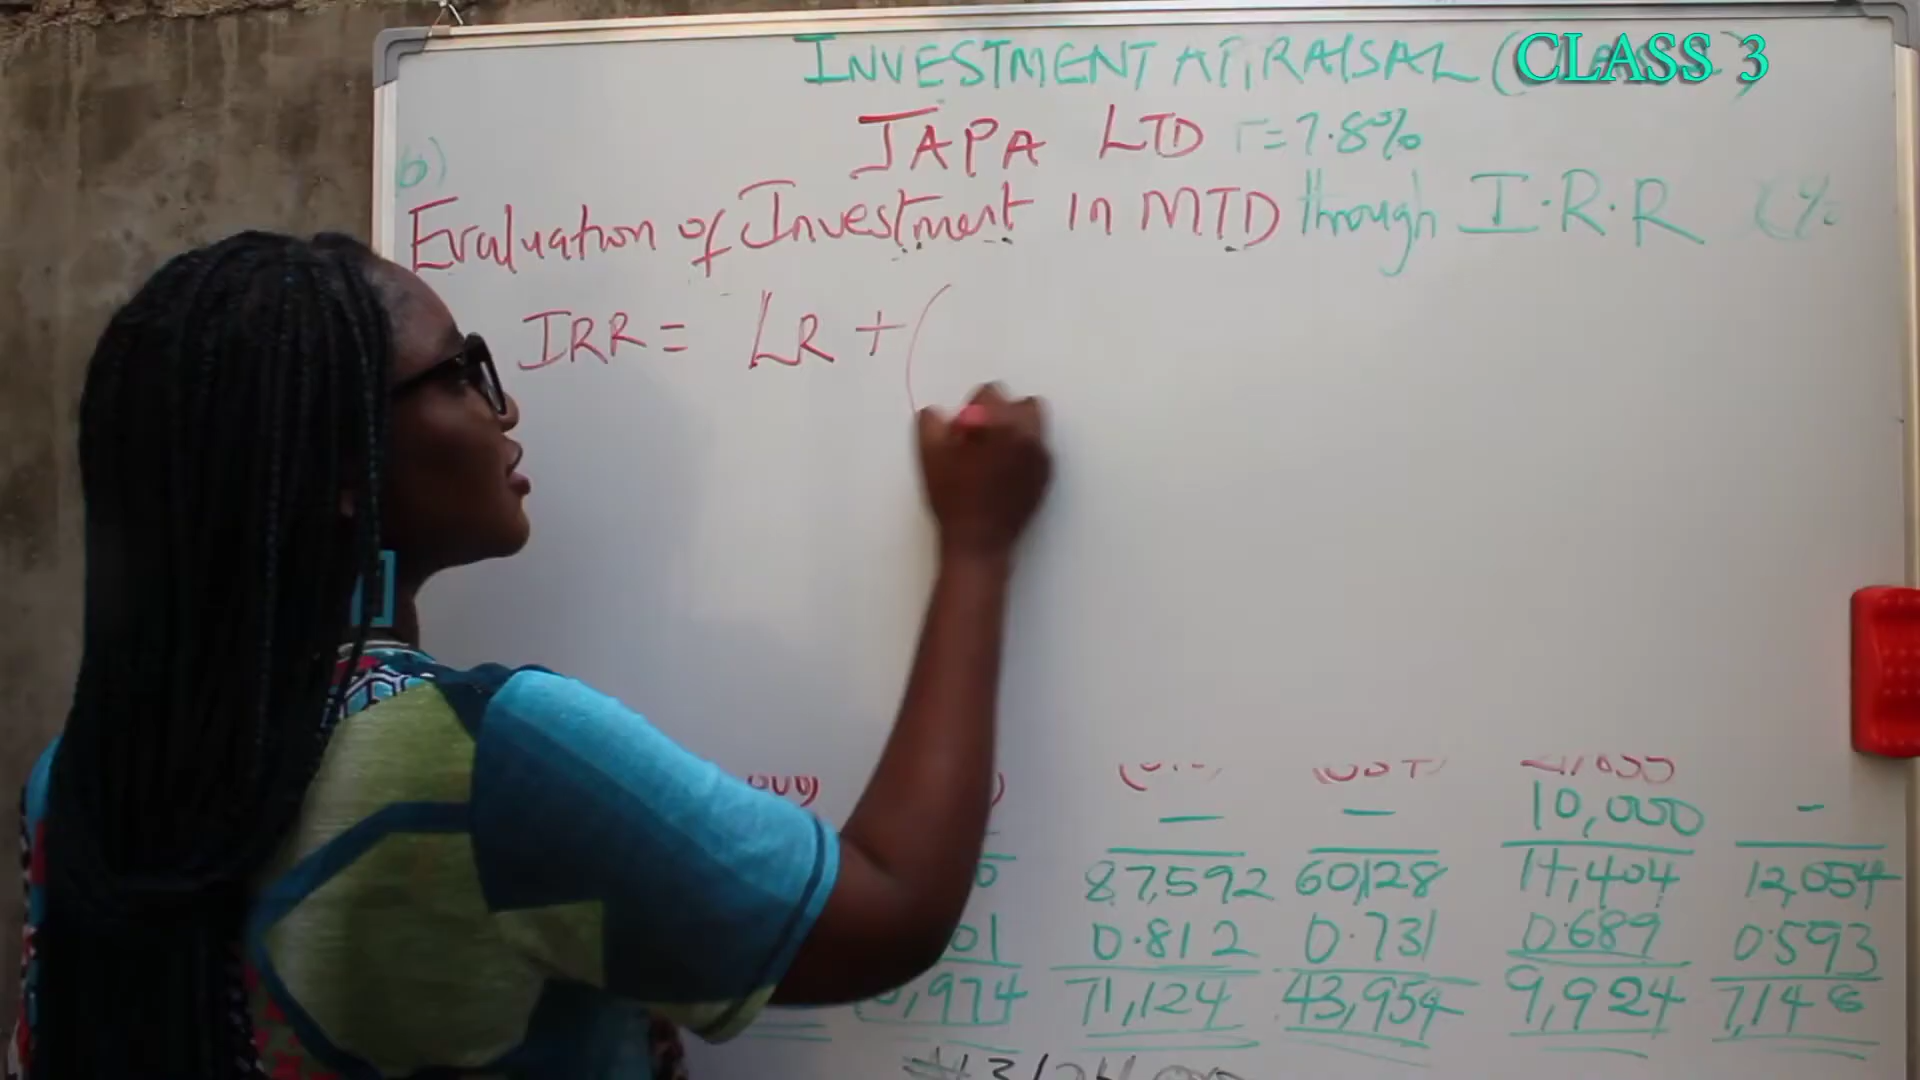 INVESTMENT APPRAISAL (CLASS 3
JAPA LTD r=7.8%
b)
Evaluation of Investment in MTD through I.R.R (%
IRR = LR + (
10,000 -
87,592 60,128 14,404 12,054
0.812 0.731 0.689 0.593
,974 71,124 43,954 9,924 7,148